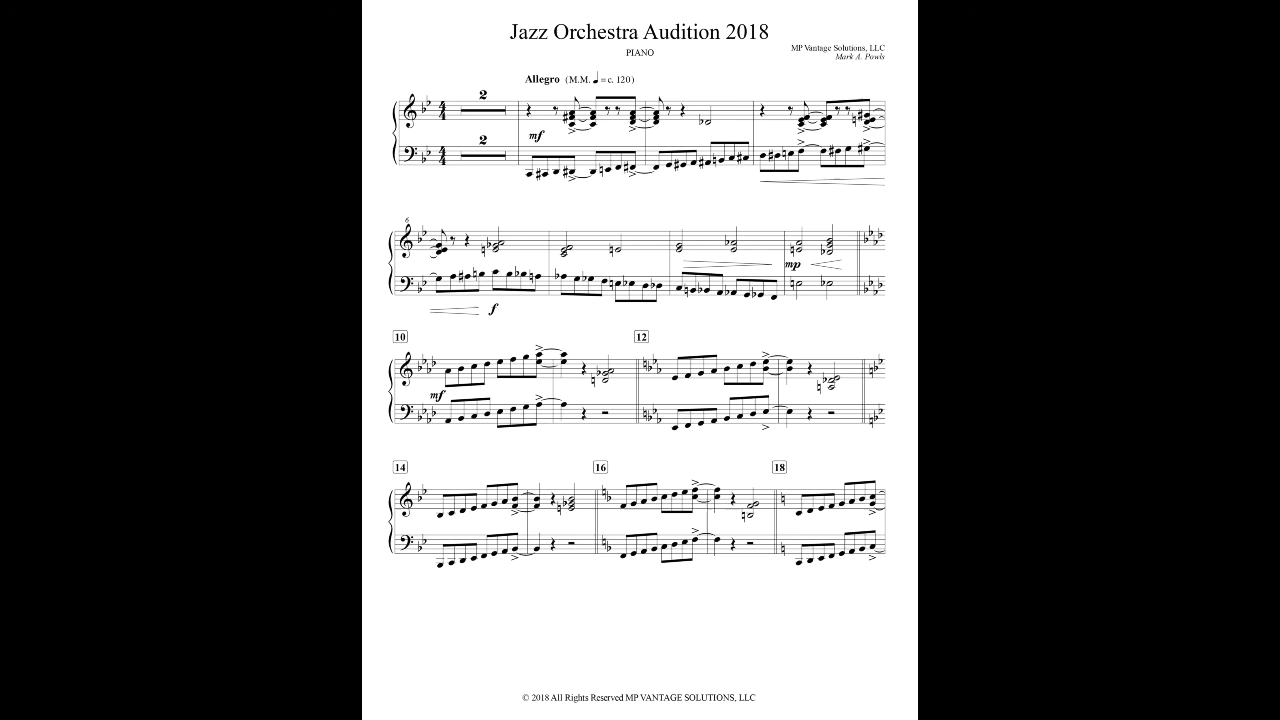 Jazz Orchestra Audition 2018
PIANO
MP Vantage Solutions, LLC
Mark A. Powls
Allegro (M.M. ♩ = c. 120)
2
mf
2
6
mp
f
10 12
mf
14 16 18
© 2018 All Rights Reserved MP VANTAGE SOLUTIONS, LLC